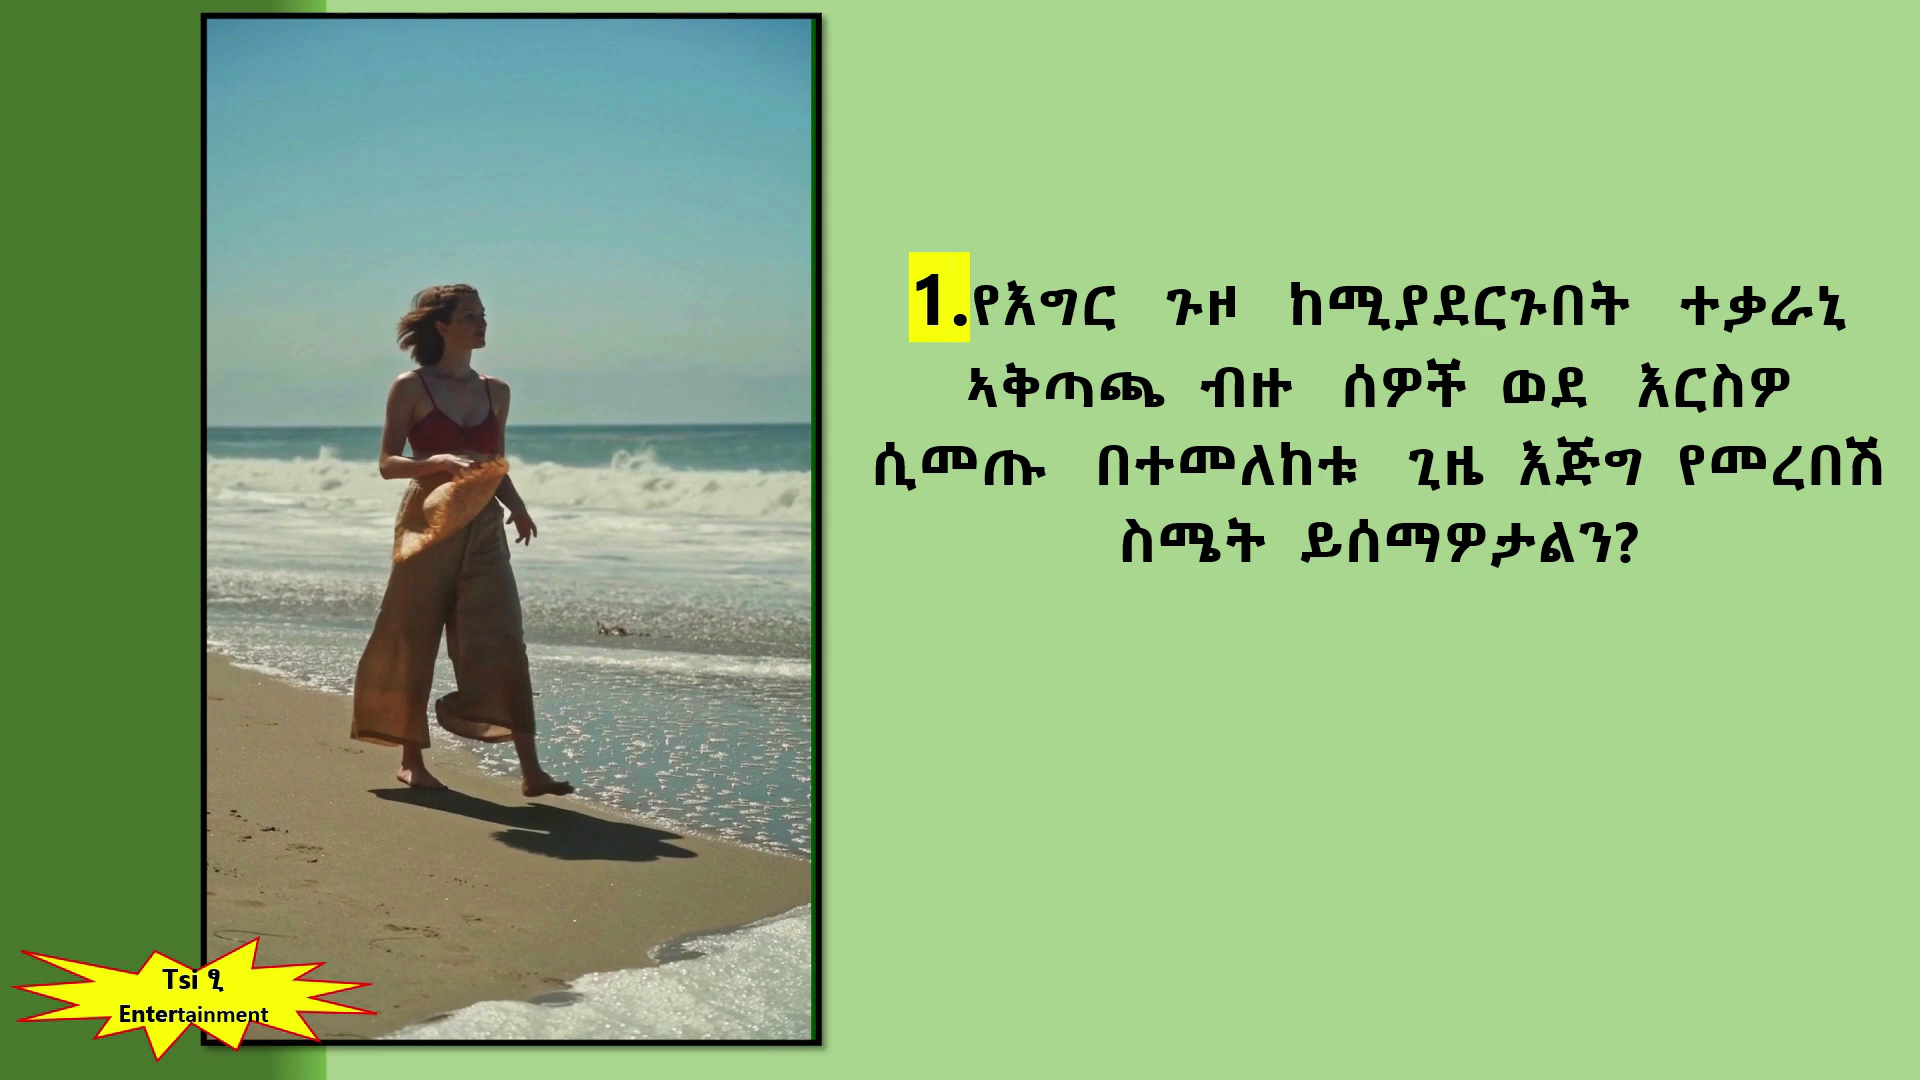 1.የእግር ጉዞ ከሚያደርጉበት ተቃራኒ
ኣቅጣጫ ብዙ ሰዎች ወደ እርስዎ
ሲመጡ በተመለከቱ ጊዜ እጅግ የመረበሽ
ስሜት ይሰማዎታልን?
Tsi ፂ
Entertainment